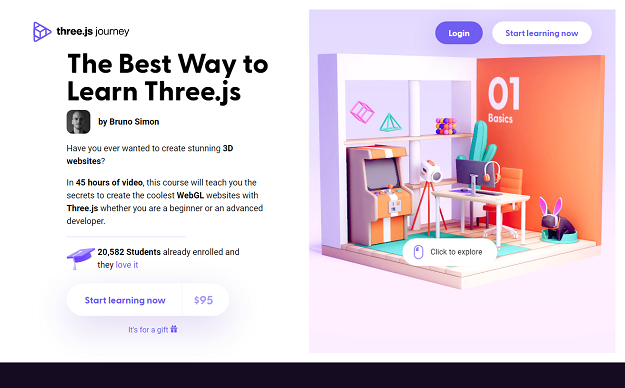 three.js journey
Login
Start learning now
The Best Way to
Learn Three.js
by Bruno Simon
Have you ever wanted to create stunning 3D
websites?
In 45 hours of video, this course will teach you the
secrets to create the coolest WebGL websites with
Three.js whether you are a beginner or an advanced
developer.
20,582 Students already enrolled and
they love it
Start learning now $95
It's for a gift
01
Basics
Click to explore